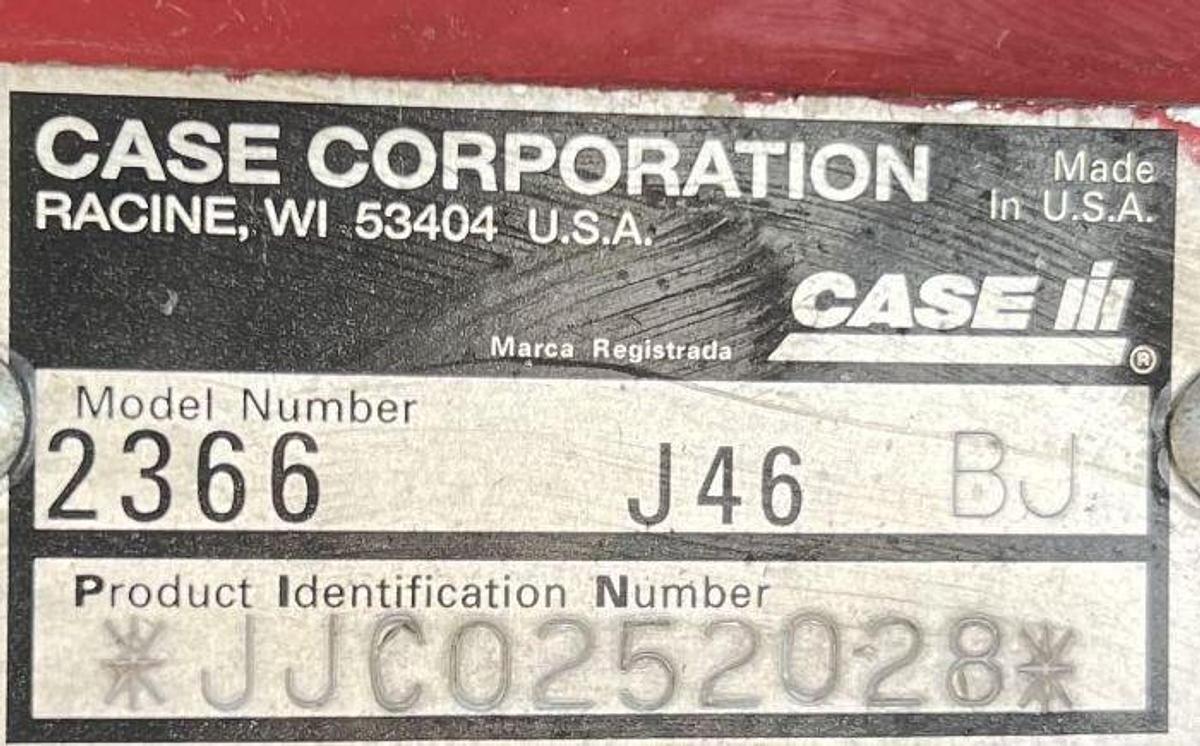 CASE CORPORATION
RACINE, WI 53404 U.S.A.
Made
In U.S.A.
CASE IH
Marca Registrada ®
Model Number
2366 J46 BJ
Product Identification Number
*JJC0252028*